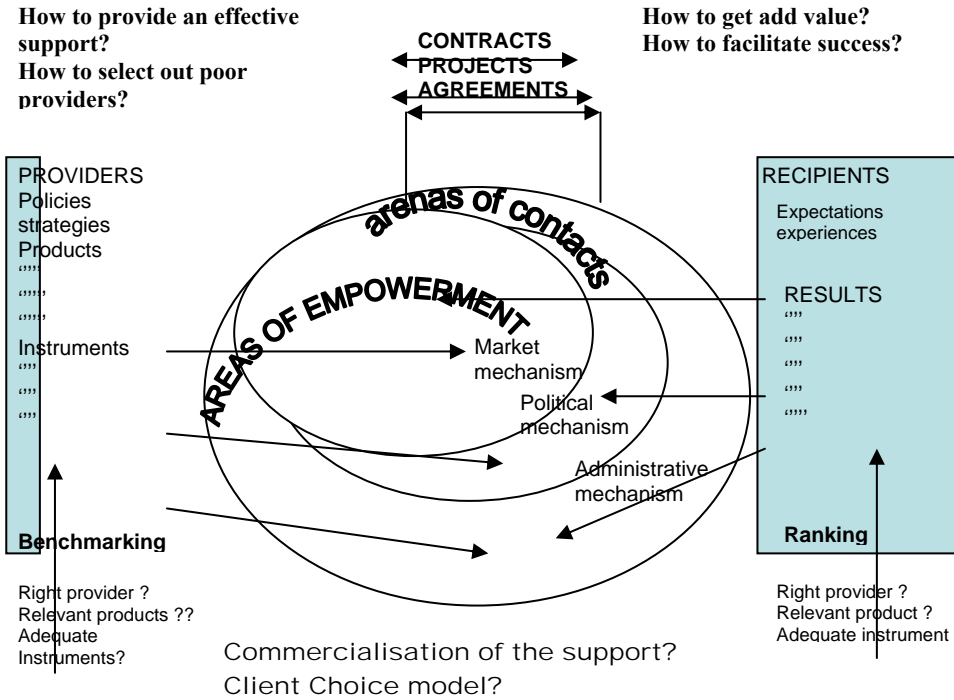 How to provide an effective
support?
How to select out poor
providers?
How to get add value?
How to facilitate success?
CONTRACTS
PROJECTS
AGREEMENTS
PROVIDERS
Policies
strategies
Products
‘’’’’
‘’’’’’
‘’’’’’
Instruments
‘’’’
‘’’’
‘’’’
Benchmarking
Right provider ?
Relevant products ??
Adequate
Instruments?
arenas of contacts
AREAS OF EMPOWERMENT
Market
mechanism
Political
mechanism
Administrative
mechanism
RECIPIENTS
Expectations
experiences
RESULTS
‘’’’
‘’’’
‘’’’
‘’’’
‘’’’’
Ranking
Right provider ?
Relevant product ?
Adequate instrument
Commercialisation of the support?
Client Choice model?